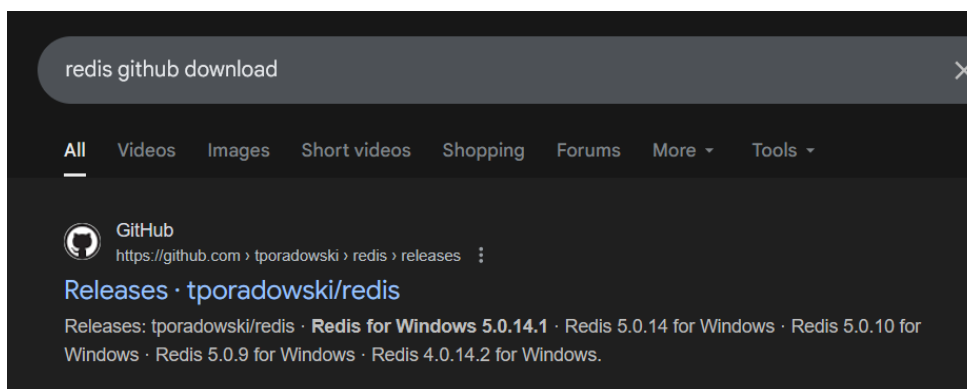 redis github download
All Videos Images Short videos Shopping Forums More Tools
GitHub
https://github.com › tporadowski › redis › releases
Releases · tporadowski/redis
Releases: tporadowski/redis · Redis for Windows 5.0.14.1 · Redis 5.0.14 for Windows · Redis 5.0.10 for
Windows · Redis 5.0.9 for Windows · Redis 4.0.14.2 for Windows.